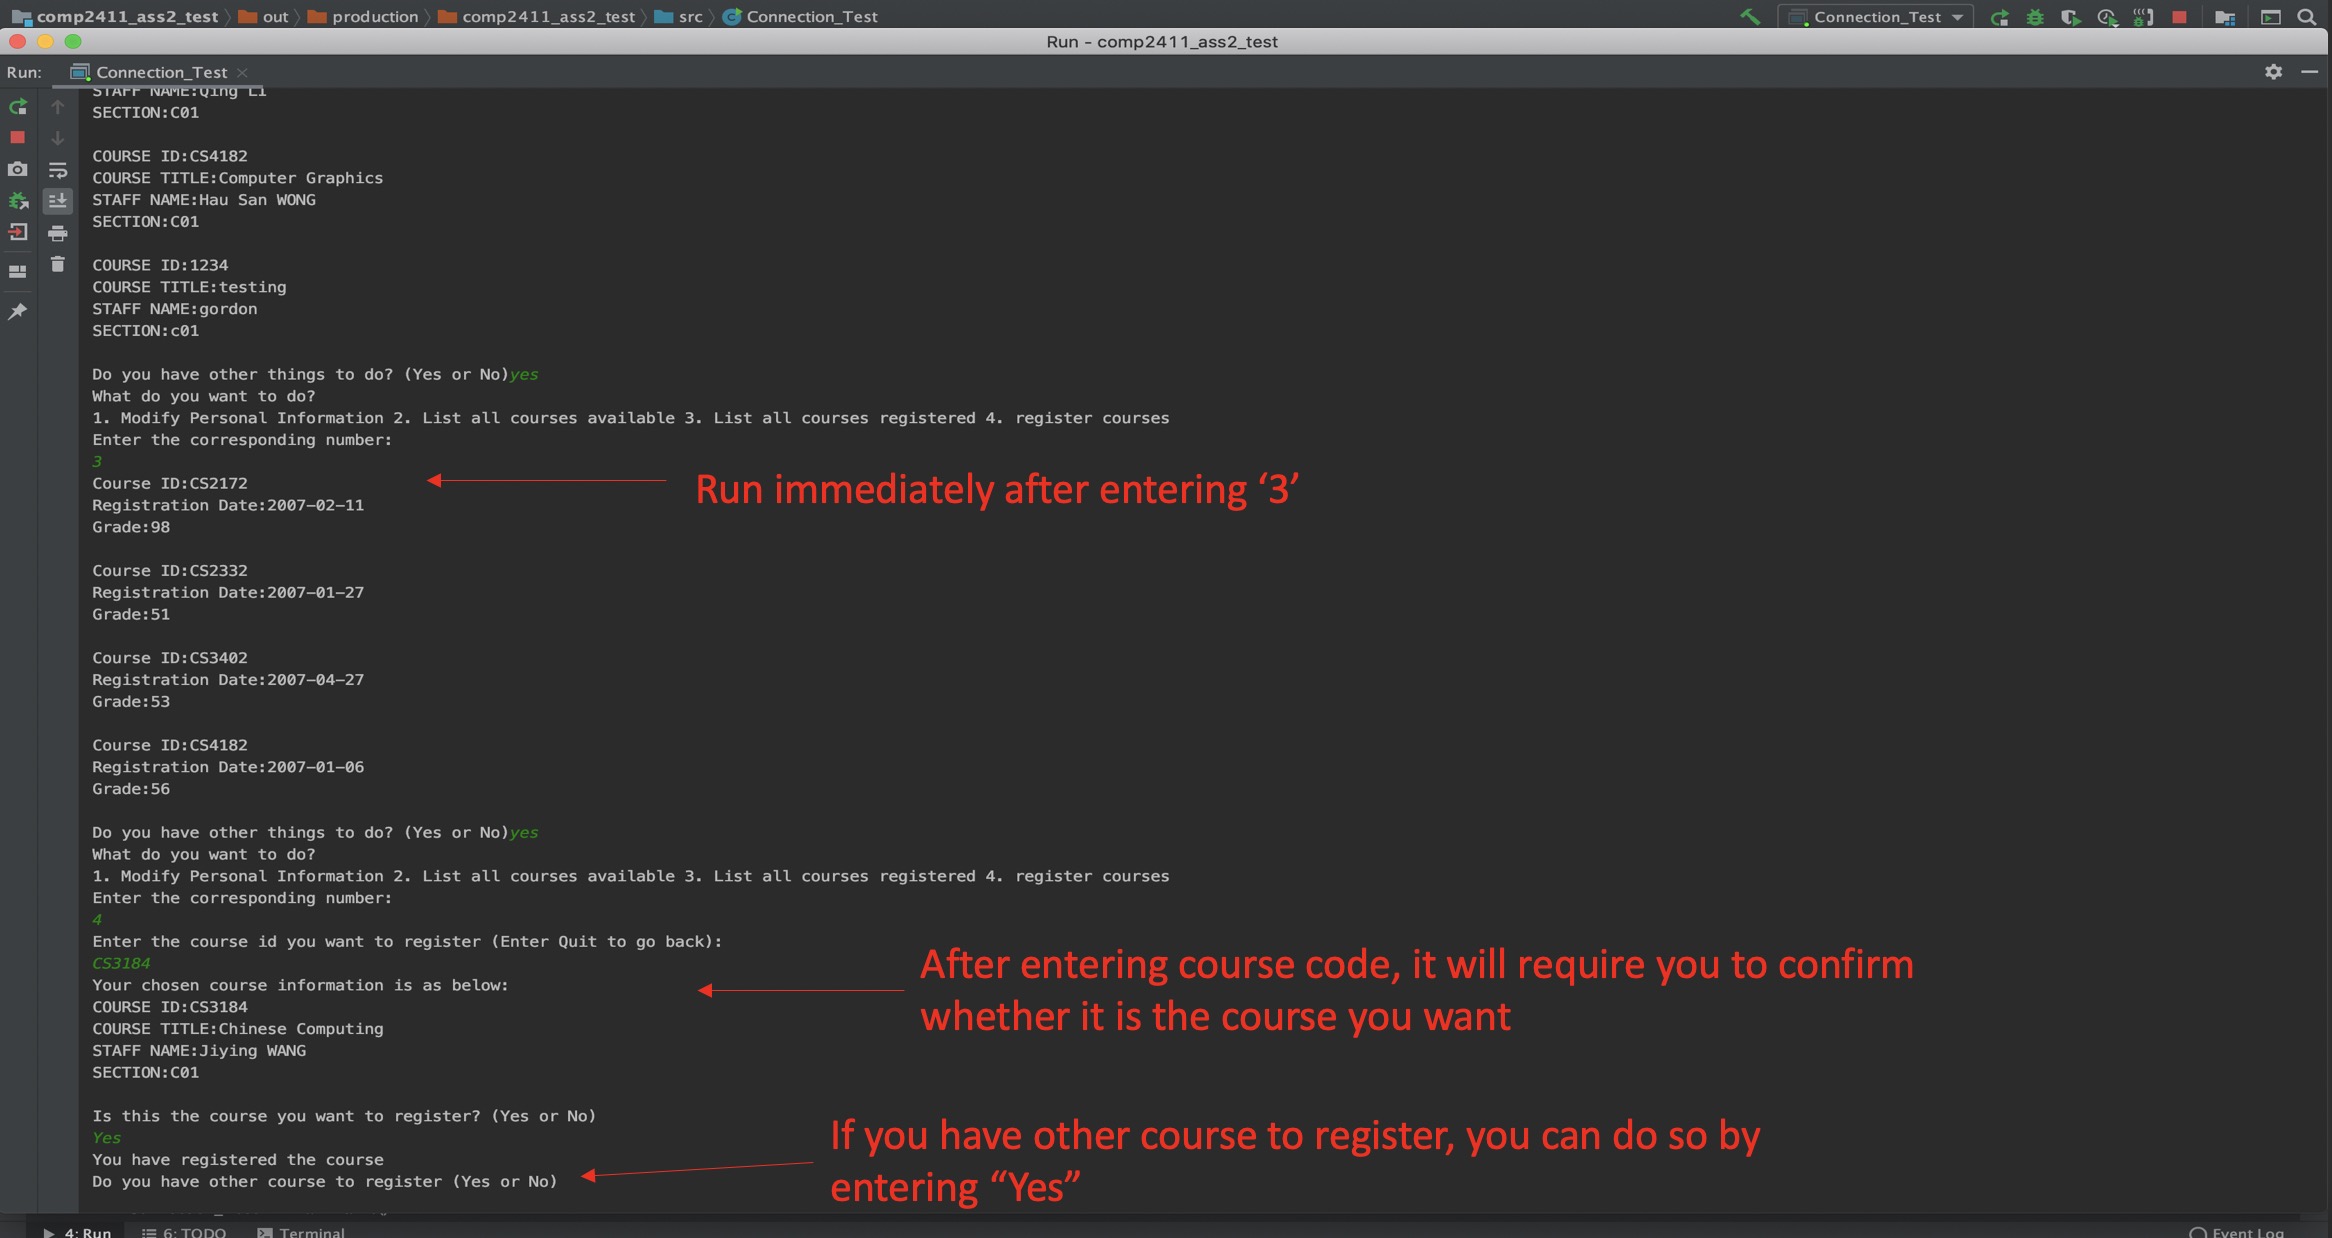 comp2411_ass2_test out production comp2411_ass2_test src Connection_Test Connection_Test
Run - comp2411_ass2_test
Run: Connection_Test
STAFF NAME:Qing LI
SECTION:C01
COURSE ID:CS4182
COURSE TITLE:Computer Graphics
STAFF NAME:Hau San WONG
SECTION:C01
COURSE ID:1234
COURSE TITLE:testing
STAFF NAME:gordon
SECTION:c01
Do you have other things to do? (Yes or No)yes
What do you want to do?
1. Modify Personal Information 2. List all courses available 3. List all courses registered 4. register courses
Enter the corresponding number:
3
Course ID:CS2172
Run immediately after entering ‘3’
Registration Date:2007-02-11
Grade:98
Course ID:CS2332
Registration Date:2007-01-27
Grade:51
Course ID:CS3402
Registration Date:2007-04-27
Grade:53
Course ID:CS4182
Registration Date:2007-01-06
Grade:56
Do you have other things to do? (Yes or No)yes
What do you want to do?
1. Modify Personal Information 2. List all courses available 3. List all courses registered 4. register courses
Enter the corresponding number:
4
Enter the course id you want to register (Enter Quit to go back):
CS3184
Your chosen course information is as below:
COURSE ID:CS3184
COURSE TITLE:Chinese Computing
STAFF NAME:Jiying WANG
SECTION:C01
After entering course code, it will require you to confirm
whether it is the course you want
Is this the course you want to register? (Yes or No)
Yes
You have registered the course
Do you have other course to register (Yes or No)
If you have other course to register, you can do so by
entering “Yes”
4: Run 6: TODO Terminal Event Log